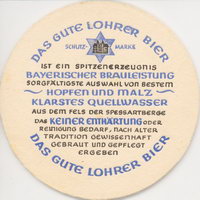 DAS GUTE LOHRER BIER
SCHUTZ MARKE
IST EIN SPITZENERZEUGNIS
BAYERISCHER BRAULEISTUNG
SORGFÄLTIGSTE AUSWAHL VON BESTEM
~ HOPFEN UND MALZ ~
KLARSTES QUELLWASSER
AUS DEM FELS DER SPESSARTBERGE
DAS KEINER ENTHÄRTUNG ODER
REINIGUNG BEDARF, NACH ALTER
TRADITION GEWISSENHAFT
GEBRAUT UND GEPFLEGT
ERGEBEN
DAS GUTE LOHRER BIER